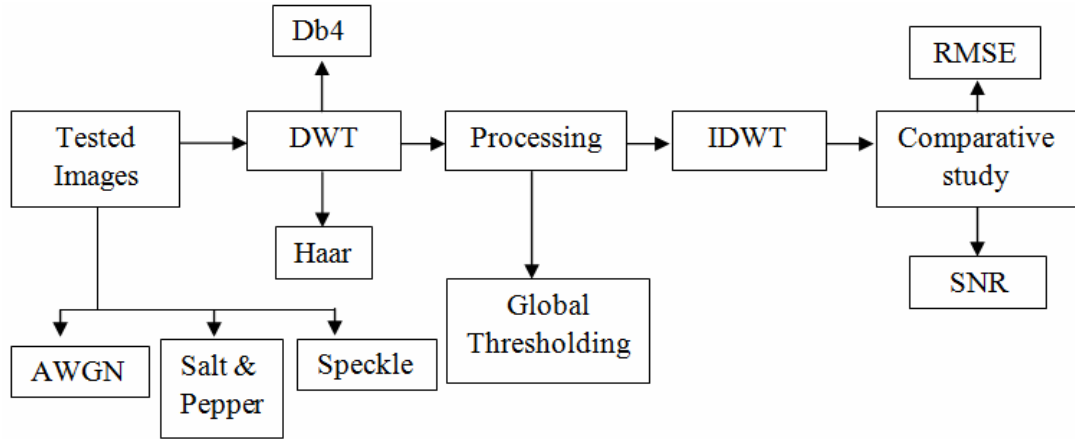 Db4
RMSE
Tested
Images
DWT
Processing
IDWT
Comparative
study
Haar
SNR
Global
Thresholding
AWGN
Salt &
Pepper
Speckle